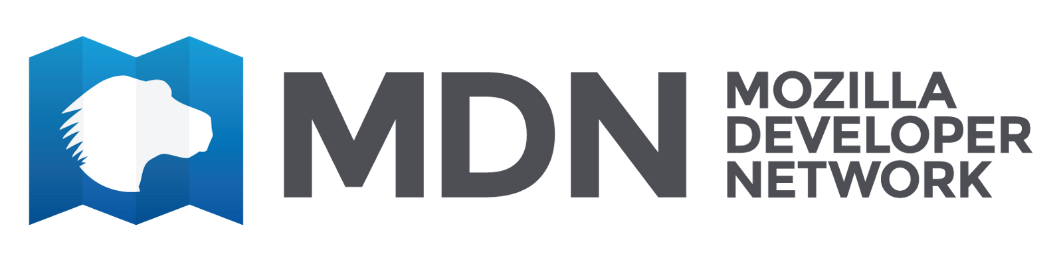 MDN
MOZILLA
DEVELOPER
NETWORK